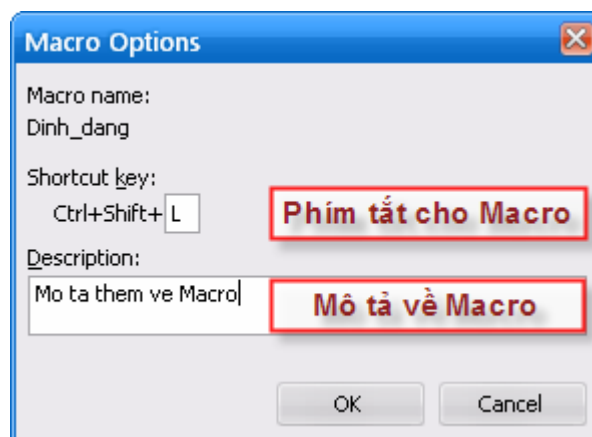 Macro Options
Macro name:
Dinh_dang
Shortcut key:
Ctrl+Shift+ L
Phím tắt cho Macro
Description:
Mo ta them ve Macro
Mô tả về Macro
OK
Cancel